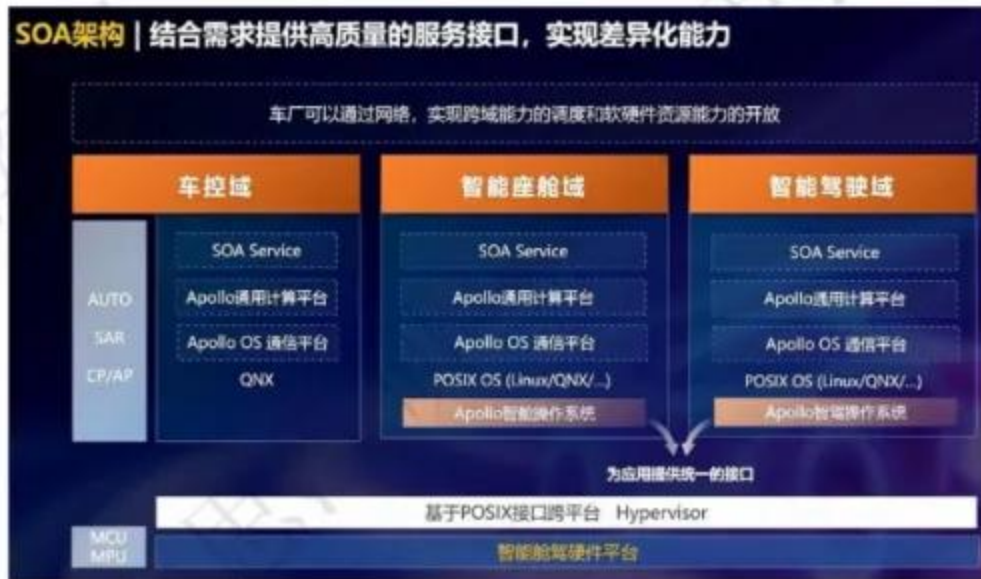 SOA架构 | 结合需求提供高质量的服务接口，实现差异化能力
车厂可以通过网络，实现跨域能力的调度和软硬件资源能力的开放
车控域
智能座舱域
智能驾驶域
AUTO
SAR
CP/AP
SOA Service
Apollo通用计算平台
Apollo OS 通信平台
QNX
SOA Service
Apollo通用计算平台
Apollo OS 通信平台
POSIX OS (Linux/QNX/...)
Apollo智舱操作系统
SOA Service
Apollo通用计算平台
Apollo OS 通信平台
POSIX OS (Linux/QNX/...)
Apollo智驾操作系统
为应用提供统一的接口
基于POSIX接口跨平台 Hypervisor
MCU
MPU
智能舱驾硬件平台